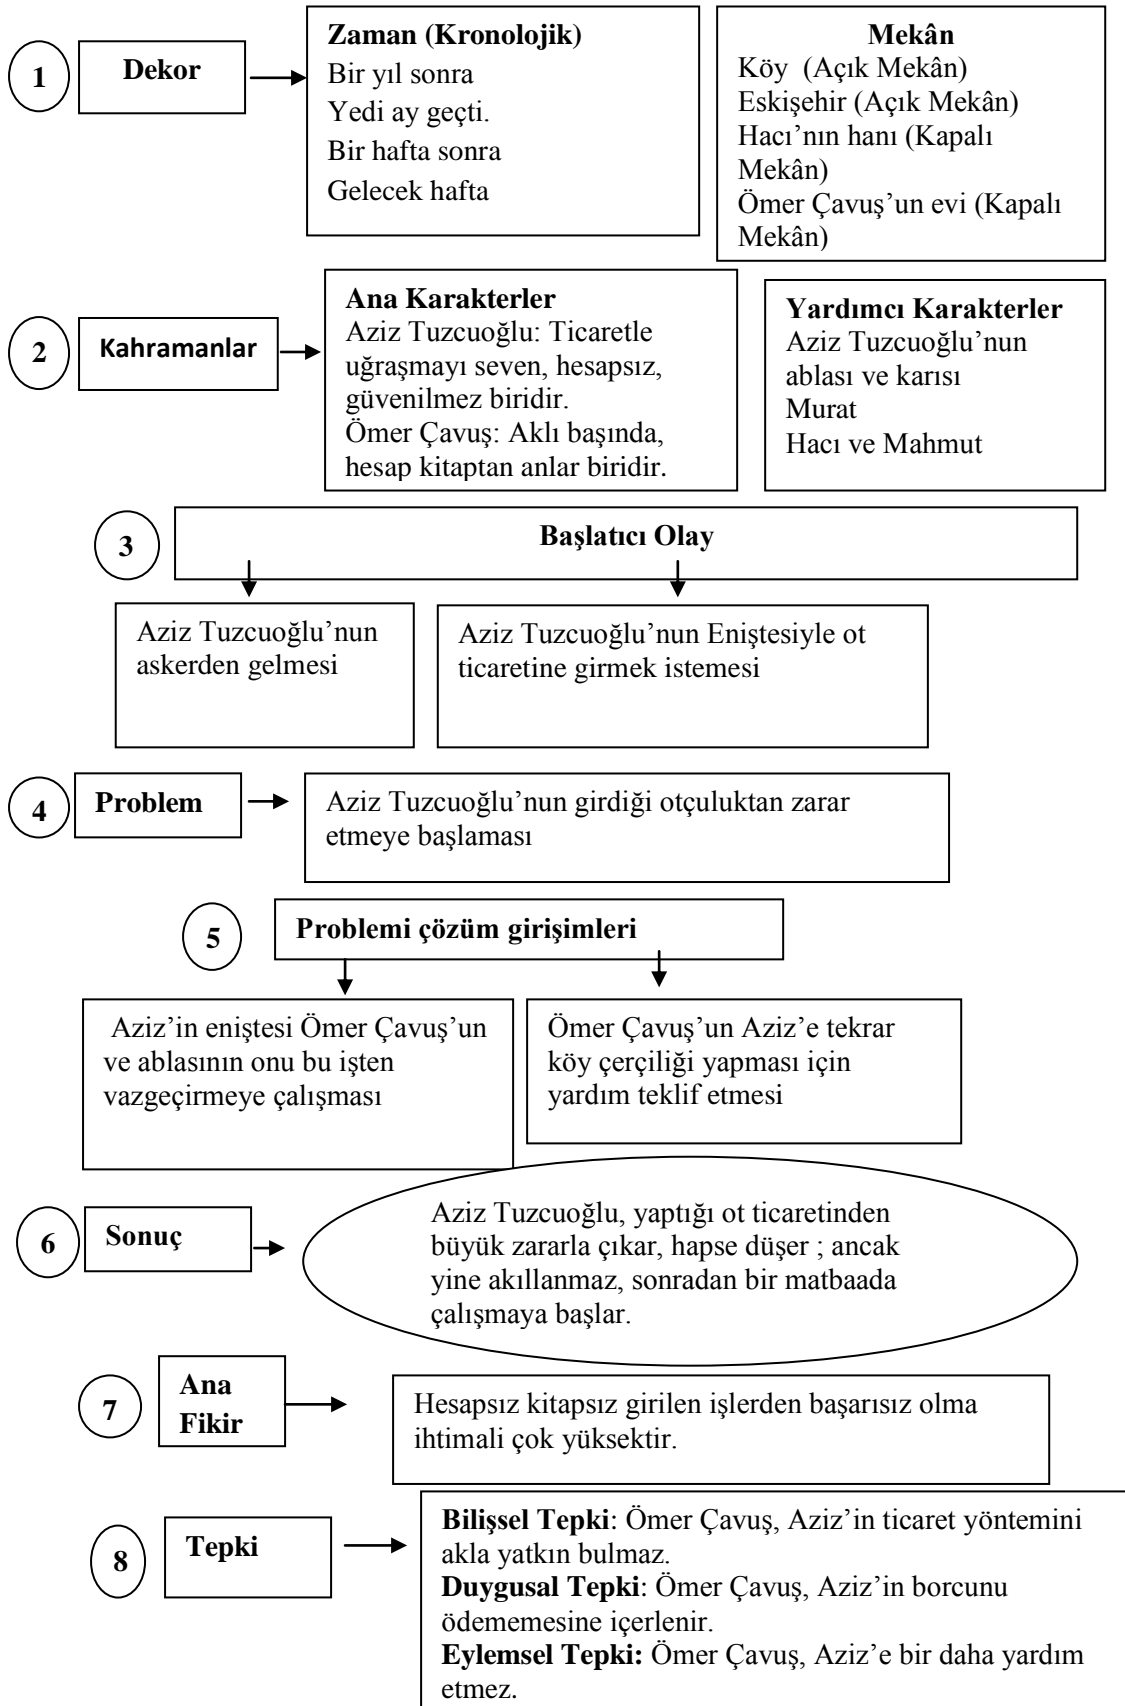 1
Dekor
Zaman (Kronolojik)
Bir yıl sonra
Yedi ay geçti.
Bir hafta sonra
Gelecek hafta
Mekân
Köy  (Açık Mekân)
Eskişehir (Açık Mekân)
Hacı’nın hanı (Kapalı
Mekân)
Ömer Çavuş’un evi (Kapalı
Mekân)
2
Kahramanlar
Ana Karakterler
Aziz Tuzcuoğlu: Ticaretle
uğraşmayı seven, hesapsız,
güvenilmez biridir.
Ömer Çavuş: Aklı başında,
hesap kitaptan anlar biridir.
Yardımcı Karakterler
Aziz Tuzcuoğlu’nun
ablası ve karısı
Murat
Hacı ve Mahmut
3
Başlatıcı Olay
Aziz Tuzcuoğlu’nun
askerden gelmesi
Aziz Tuzcuoğlu’nun Eniştesiyle ot
ticaretine girmek istemesi
4
Problem
Aziz Tuzcuoğlu’nun girdiği otçuluktan zarar
etmeye başlaması
5
Problemi çözüm girişimleri
Aziz’in eniştesi Ömer Çavuş’un
ve ablasının onu bu işten
vazgeçirmeye çalışması
Ömer Çavuş’un Aziz’e tekrar
köy çerçiliği yapması için
yardım teklif etmesi
6
Sonuç
Aziz Tuzcuoğlu, yaptığı ot ticaretinden
büyük zararla çıkar, hapse düşer ; ancak
yine akıllanmaz, sonradan bir matbaada
çalışmaya başlar.
7
Ana
Fikir
Hesapsız kitapsız girilen işlerden başarısız olma
ihtimali çok yüksektir.
8
Tepki
Bilişsel Tepki: Ömer Çavuş, Aziz’in ticaret yöntemini
akla yatkın bulmaz.
Duygusal Tepki: Ömer Çavuş, Aziz’in borcunu
ödememesine içerlenir.
Eylemsel Tepki: Ömer Çavuş, Aziz’e bir daha yardım
etmez.